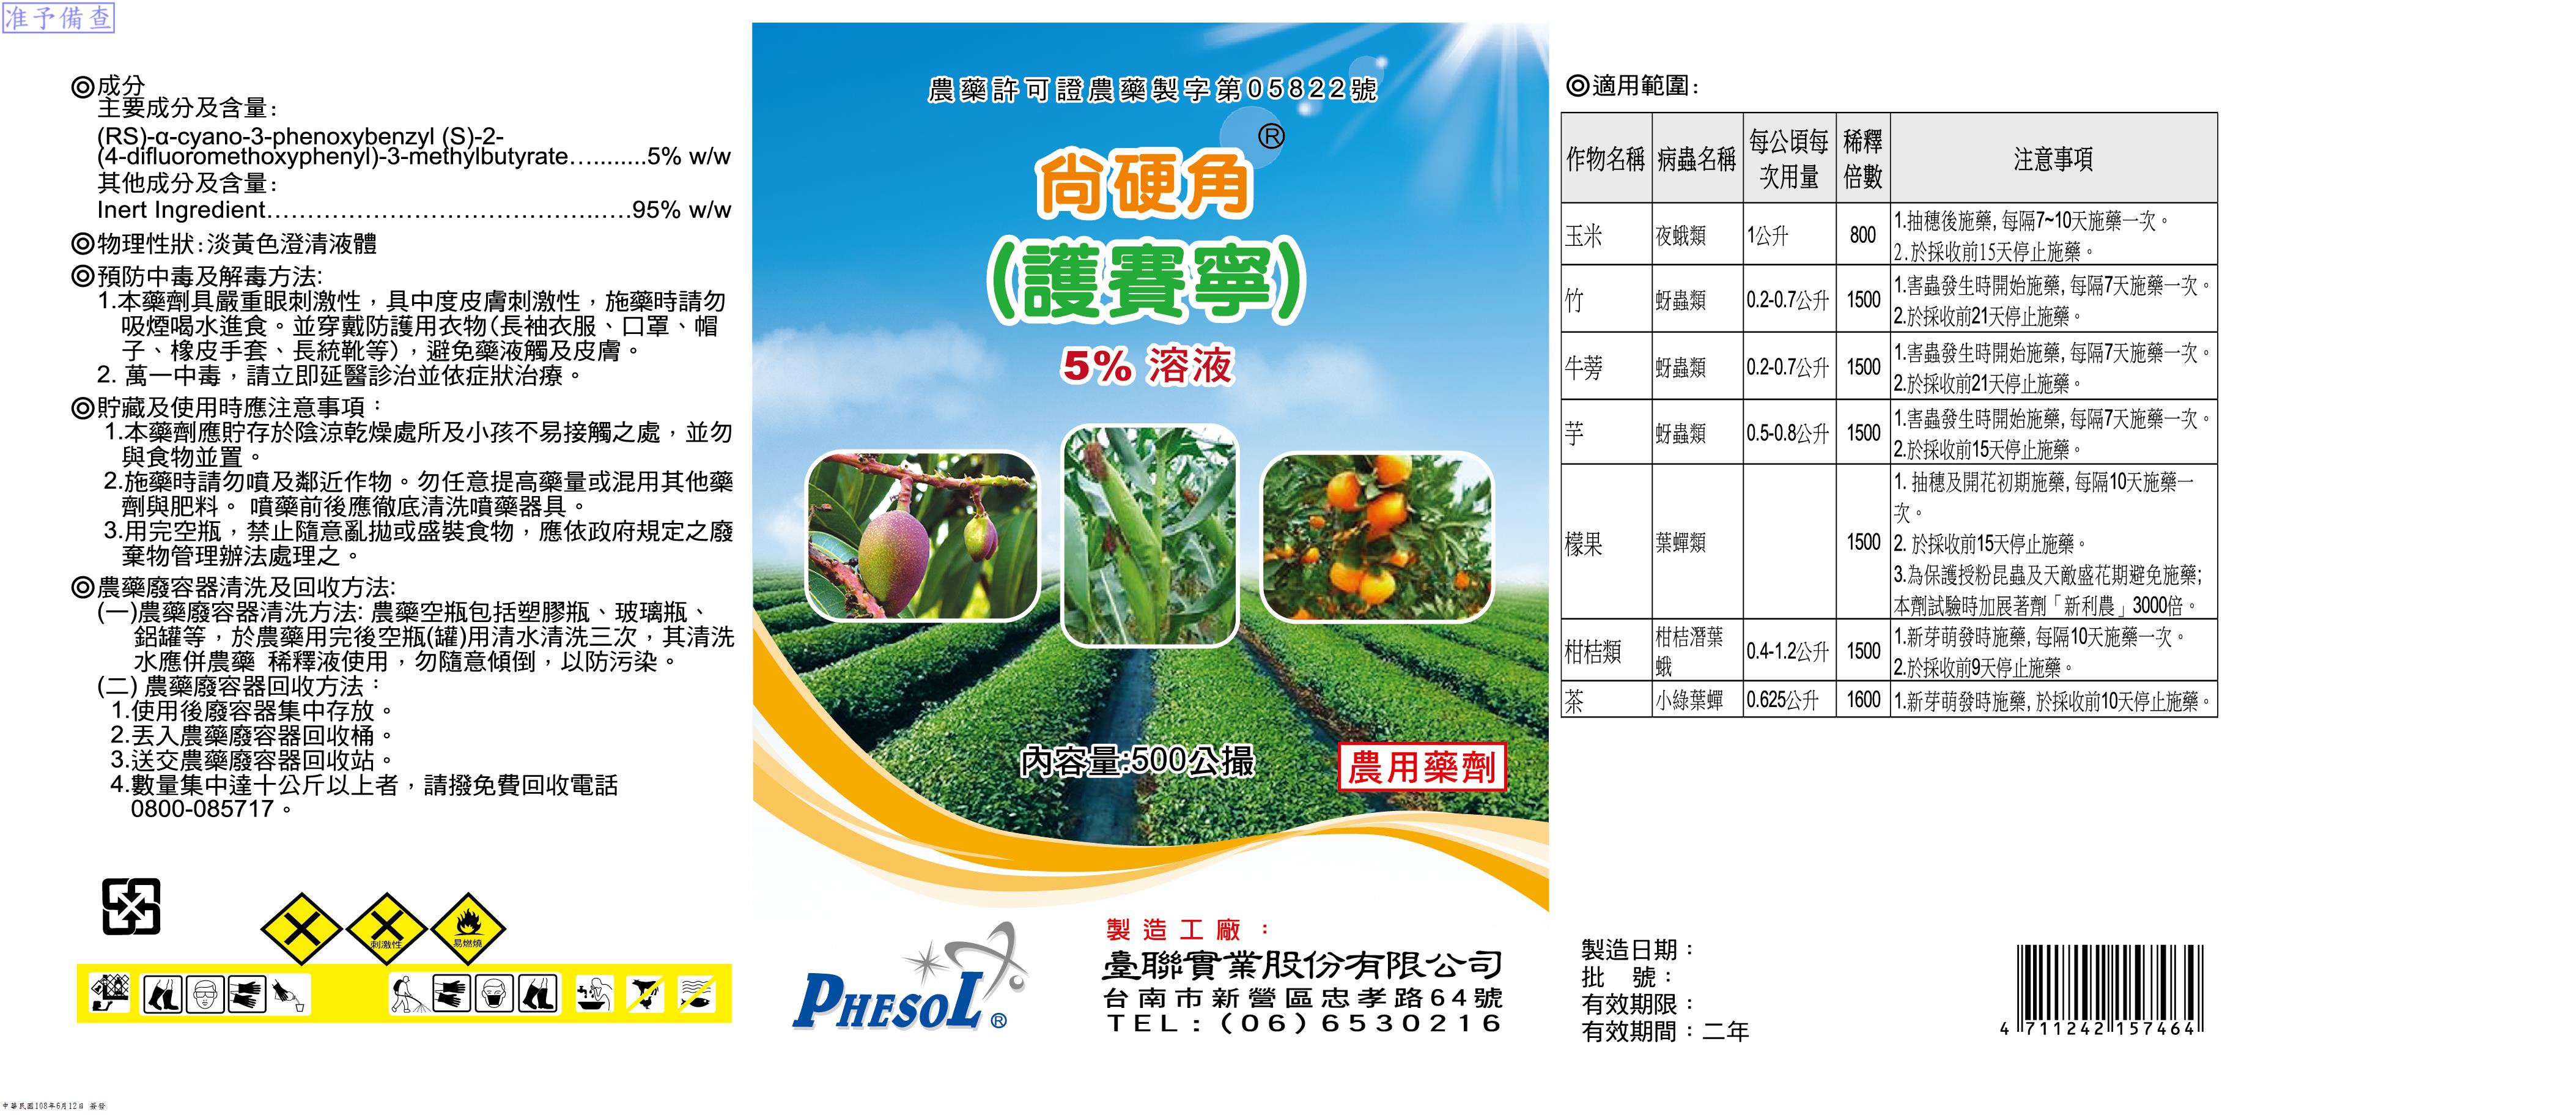 准予備查
◎成分
主要成分及含量:
(RS)-α-cyano-3-phenoxybenzyl (S)-2-
(4-difluoromethoxyphenyl)-3-methylbutyrate….......5% w/w
其他成分及含量:
Inert Ingredient…………………………………….….95% w/w
◎物理性狀:淡黃色澄清液體
◎預防中毒及解毒方法:
1.本藥劑具嚴重眼刺激性，具中度皮膚刺激性，施藥時請勿
吸煙喝水進食。並穿戴防護用衣物(長袖衣服、口罩、帽
子、橡皮手套、長統靴等)，避免藥液觸及皮膚。
2. 萬一中毒，請立即延醫診治並依症狀治療。
◎貯藏及使用時應注意事項：
1.本藥劑應貯存於陰涼乾燥處所及小孩不易接觸之處，並勿
與食物並置。
2.施藥時請勿噴及鄰近作物。勿任意提高藥量或混用其他藥
劑與肥料。 噴藥前後應徹底清洗噴藥器具。
3.用完空瓶，禁止隨意亂拋或盛裝食物，應依政府規定之廢
棄物管理辦法處理之。
◎農藥廢容器清洗及回收方法:
(一)農藥廢容器清洗方法: 農藥空瓶包括塑膠瓶、玻璃瓶、
鋁罐等，於農藥用完後空瓶(罐)用清水清洗三次，其清洗
水應併農藥 稀釋液使用，勿隨意傾倒，以防污染。
(二) 農藥廢容器回收方法：
1.使用後廢容器集中存放。
2.丟入農藥廢容器回收桶。
3.送交農藥廢容器回收站。
4.數量集中達十公斤以上者，請撥免費回收電話
0800-085717。
刺激性
易燃燒
農藥許可證農藥製字第05822號
尚硬角®
(護賽寧)
5% 溶液
內容量:500公撮
農用藥劑
PHESOL®
製造工廠：
臺聯實業股份有限公司
台南市新營區忠孝路64號
TEL:(06)6530216
◎適用範圍:
作物名稱 病蟲名稱 每公頃每次用量 稀釋倍數 注意事項
玉米 夜蛾類 1公升 800 1.抽穗後施藥,每隔7~10天施藥一次。
2.於採收前15天停止施藥。
竹 蚜蟲類 0.2-0.7公升 1500 1.害蟲發生時開始施藥,每隔7天施藥一次。
2.於採收前21天停止施藥。
牛蒡 蚜蟲類 0.2-0.7公升 1500 1.害蟲發生時開始施藥,每隔7天施藥一次。
2.於採收前21天停止施藥。
芋 蚜蟲類 0.5-0.8公升 1500 1.害蟲發生時開始施藥,每隔7天施藥一次。
2.於採收前15天停止施藥。
檬果 葉蟬類 1500 1. 抽穗及開花初期施藥,每隔10天施藥一
次。
2. 於採收前15天停止施藥。
3.為保護授粉昆蟲及天敵盛花期避免施藥;
本劑試驗時加展著劑「新利農」3000倍。
柑桔類 柑桔潛葉蛾 0.4-1.2公升 1500 1.新芽萌發時施藥,每隔10天施藥一次。
2.於採收前9天停止施藥。
茶 小綠葉蟬 0.625公升 1600 1.新芽萌發時施藥,於採收前10天停止施藥。
製造日期：
批　號：
有效期限：
有效期間：二年
4 711242 157464
中華民國108年6月12日 簽發